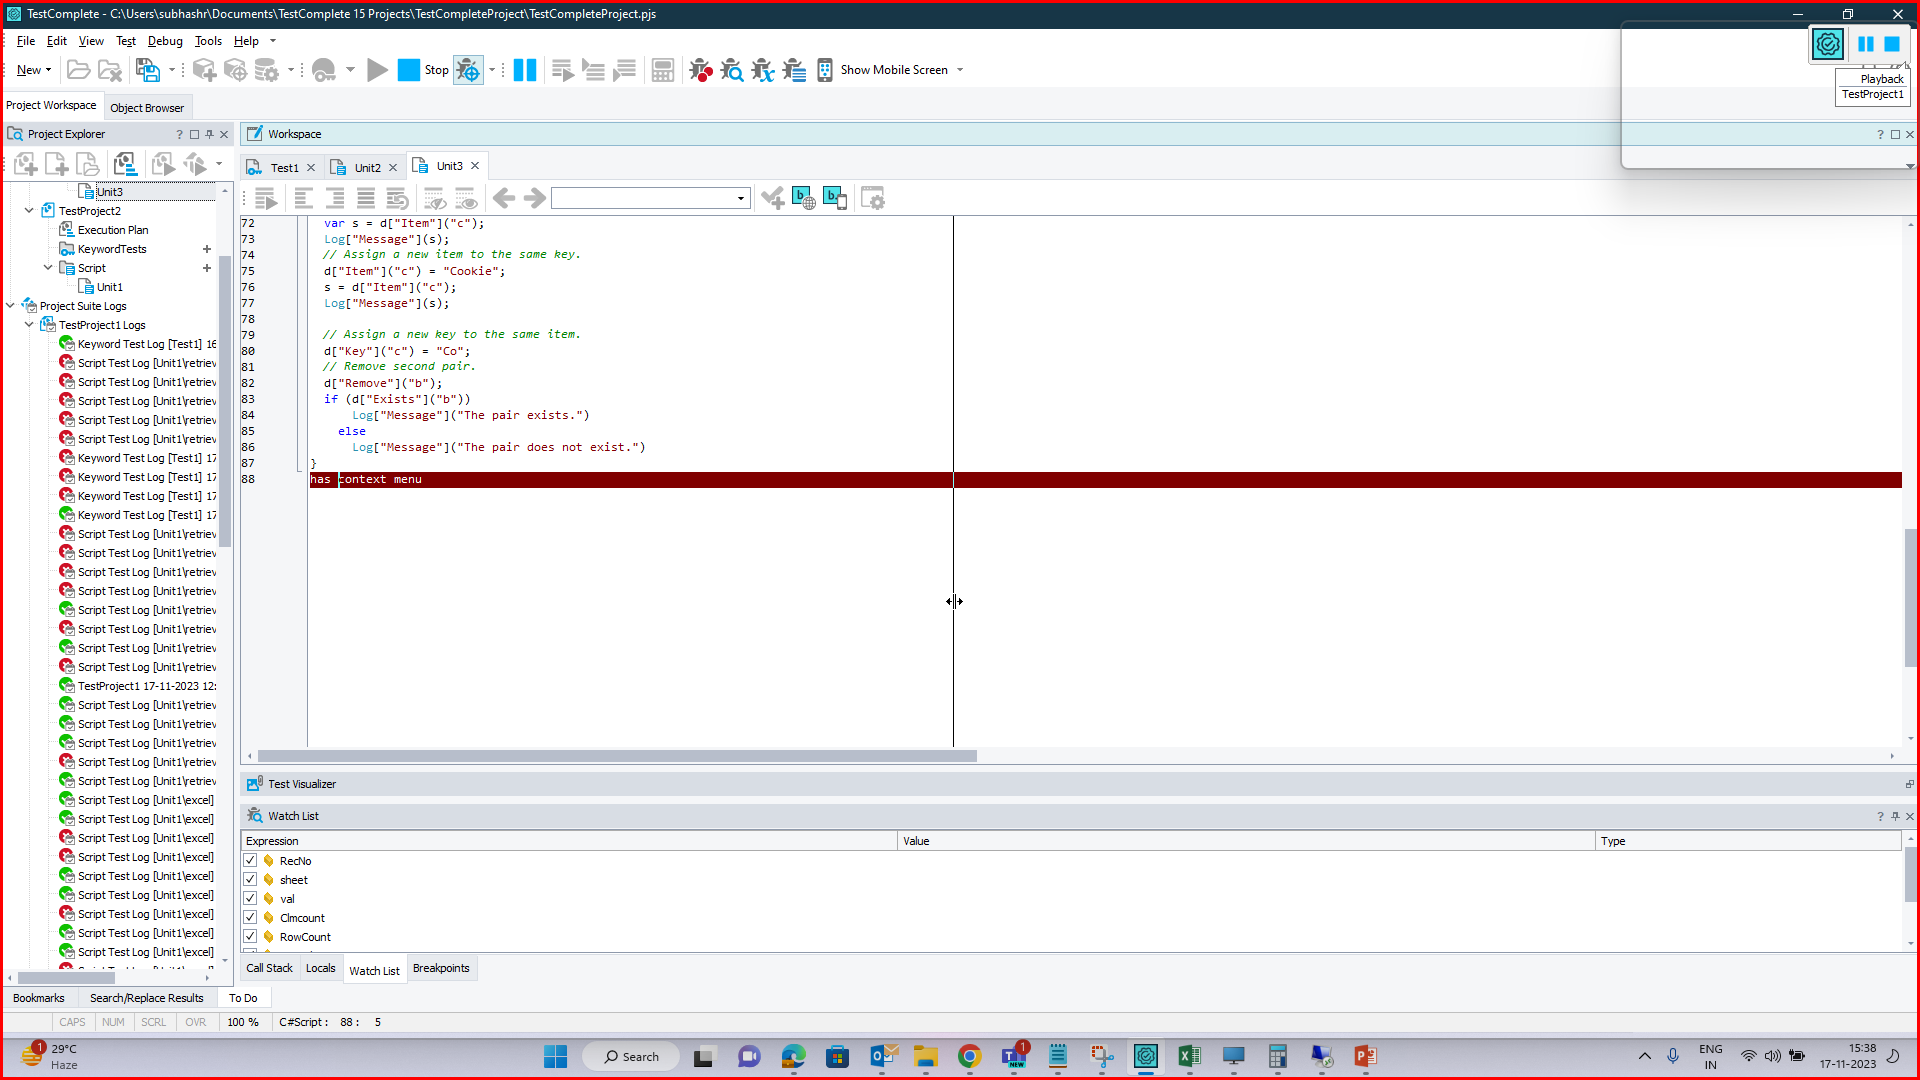 TestComplete - C:\Users\subhashr\Documents\TestComplete 15 Projects\TestCompleteProject\TestCompleteProject.pjs
File Edit View Test Debug Tools Help
New Stop Show Mobile Screen
Playback
TestProject1
Project Workspace Object Browser
Project Explorer
Workspace
Test1 Unit2 Unit3
Unit3
TestProject2
Execution Plan
KeywordTests
Script
Unit1
Project Suite Logs
TestProject1 Logs
Keyword Test Log [Test1] 16
Script Test Log [Unit1\retriev
Script Test Log [Unit1\retriev
Script Test Log [Unit1\retriev
Script Test Log [Unit1\retriev
Script Test Log [Unit1\retriev
Keyword Test Log [Test1] 17
Keyword Test Log [Test1] 17
Keyword Test Log [Test1] 17
Keyword Test Log [Test1] 17
Script Test Log [Unit1\retriev
Script Test Log [Unit1\retriev
Script Test Log [Unit1\retriev
Script Test Log [Unit1\retriev
Script Test Log [Unit1\retriev
Script Test Log [Unit1\retriev
Script Test Log [Unit1\retriev
Script Test Log [Unit1\retriev
TestProject1 17-11-2023 12:
Script Test Log [Unit1\retriev
Script Test Log [Unit1\retriev
Script Test Log [Unit1\retriev
Script Test Log [Unit1\retriev
Script Test Log [Unit1\retriev
Script Test Log [Unit1\excel]
Script Test Log [Unit1\excel]
Script Test Log [Unit1\excel]
Script Test Log [Unit1\excel]
Script Test Log [Unit1\excel]
Script Test Log [Unit1\excel]
Script Test Log [Unit1\excel]
Script Test Log [Unit1\excel]
Script Test Log [Unit1\excel]
72 var s = d["Item"]("c");
73 Log["Message"](s);
74 // Assign a new item to the same key.
75 d["Item"]("c") = "Cookie";
76 s = d["Item"]("c");
77 Log["Message"](s);
78
79 // Assign a new key to the same item.
80 d["Key"]("c") = "Co";
81 // Remove second pair.
82 d["Remove"]("b");
83 if (d["Exists"]("b"))
84 Log["Message"]("The pair exists.")
85 else
86 Log["Message"]("The pair does not exist.")
87 }
88 has context menu
Test Visualizer
Watch List
Expression Value Type
RecNo
sheet
val
Clmcount
RowCount
Call Stack Locals Watch List Breakpoints
Bookmarks Search/Replace Results To Do
CAPS NUM SCRL OVR 100 % C#Script : 88 : 5
1 29°C
Haze
Search
1
NEW
ENG
IN
15:38
17-11-2023